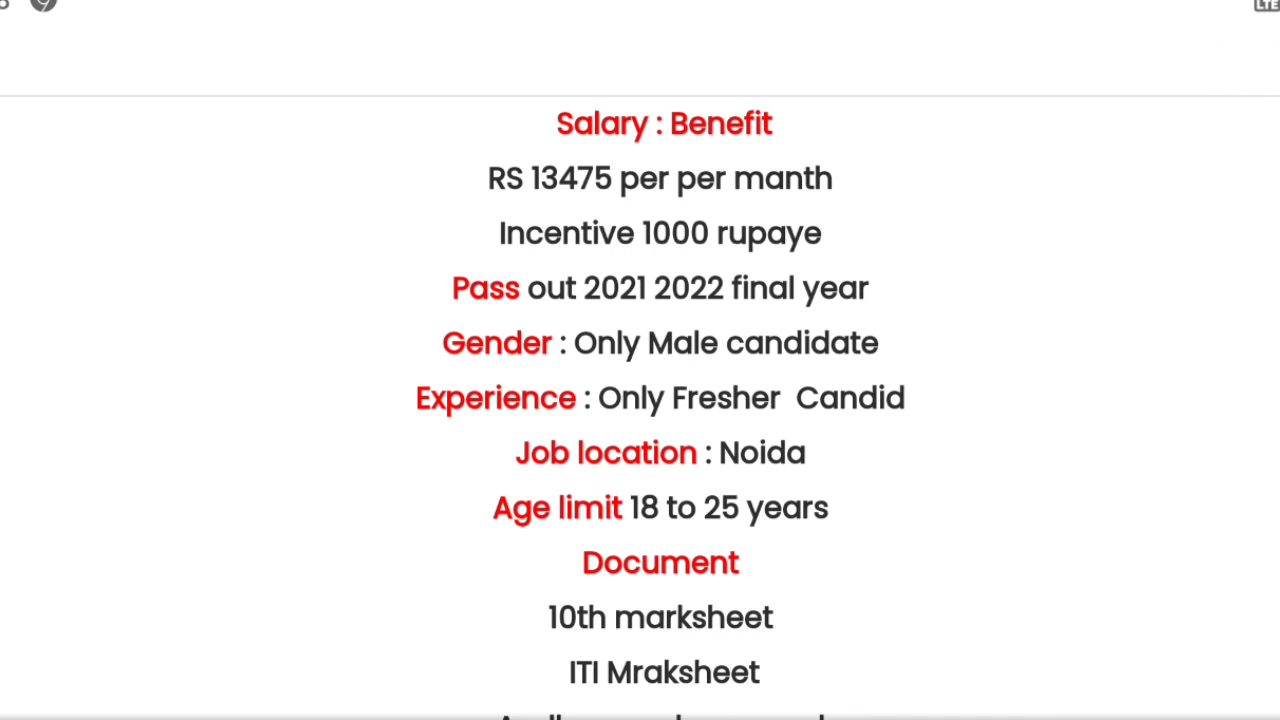 LTE
Salary : Benefit
RS 13475 per per manth
Incentive 1000 rupaye
Pass out 2021 2022 final year
Gender : Only Male candidate
Experience : Only Fresher  Candid
Job location : Noida
Age limit 18 to 25 years
Document
10th marksheet
ITI Mraksheet